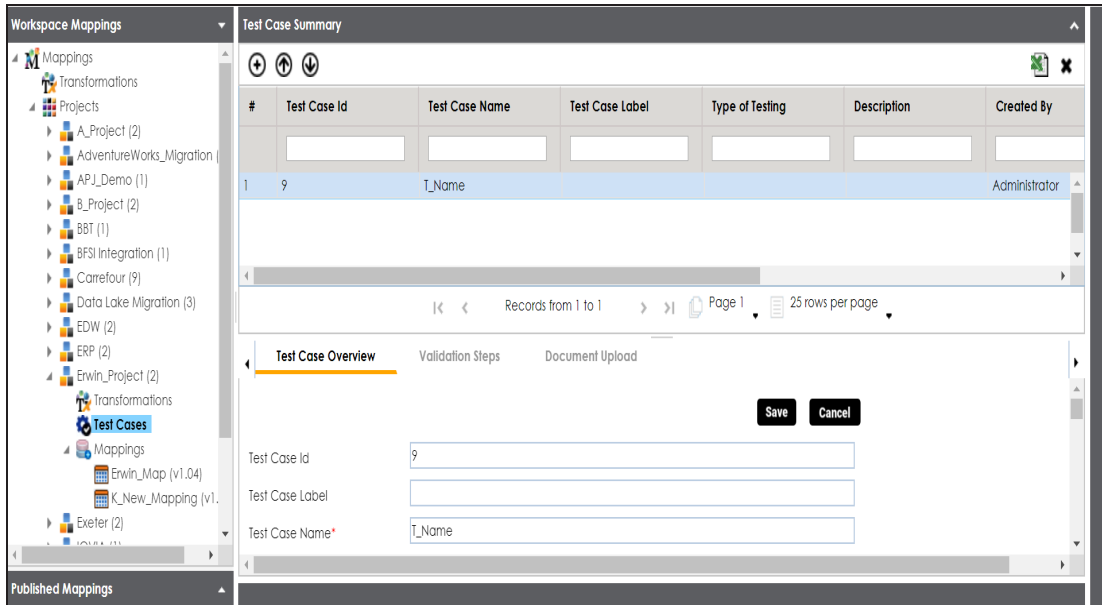 Workspace Mappings
Mappings
Transformations
Projects
A_Project (2)
AdventureWorks_Migration (
APJ_Demo (1)
B_Project (2)
BBT (1)
BFSI Integration (1)
Carrefour (9)
Data Lake Migration (3)
EDW (2)
ERP (2)
Erwin_Project (2)
Transformations
Test Cases
Mappings
Erwin_Map (v1.04)
K_New_Mapping (v1.
Exeter (2)
Published Mappings
Test Case Summary
# Test Case Id Test Case Name Test Case Label Type of Testing Description Created By
1 9 T_Name Administrator
Records from 1 to 1 Page 1 25 rows per page
Test Case Overview Validation Steps Document Upload
Save Cancel
Test Case Id 9
Test Case Label
Test Case Name* T_Name